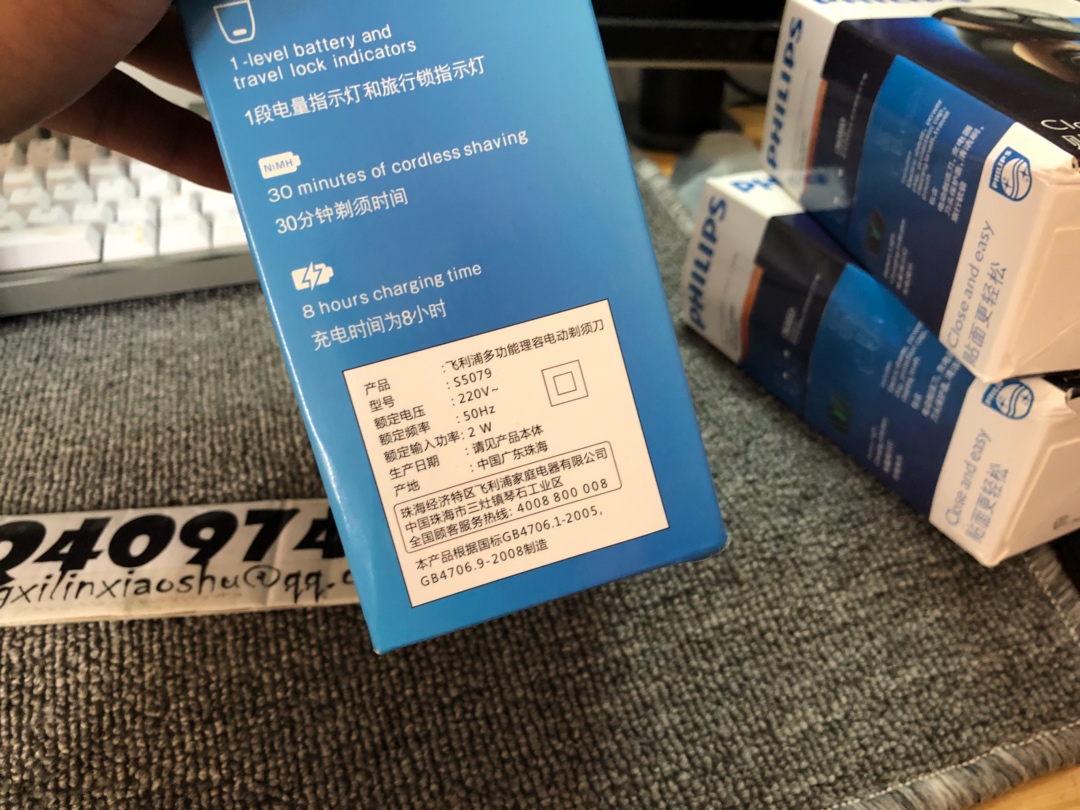 1-level battery and
travel lock indicators
1段电量指示灯和旅行锁指示灯
NiMH
30 minutes of cordless shaving
30分钟剃须时间
8 hours charging time
充电时间为8小时
产品 :飞利浦多功能理容电动剃须刀
型号 : S5079
额定电压 : 220V~
额定频率 : 50Hz
额定输入功率: 2 W
生产日期 : 请见产品本体
产地 : 中国广东珠海
珠海经济特区飞利浦家庭电器有限公司
中国珠海市三灶镇琴石工业区
全国顾客服务热线: 4008 800 008
本产品根据国标GB4706.1-2005,
GB4706.9-2008制造
04097
gxilinxiaoshu@qq.
PHILIPS
PHILIPS
Close and easy
贴面更轻松
PHILIPS
PHILIPS
Close and easy
贴面更轻松